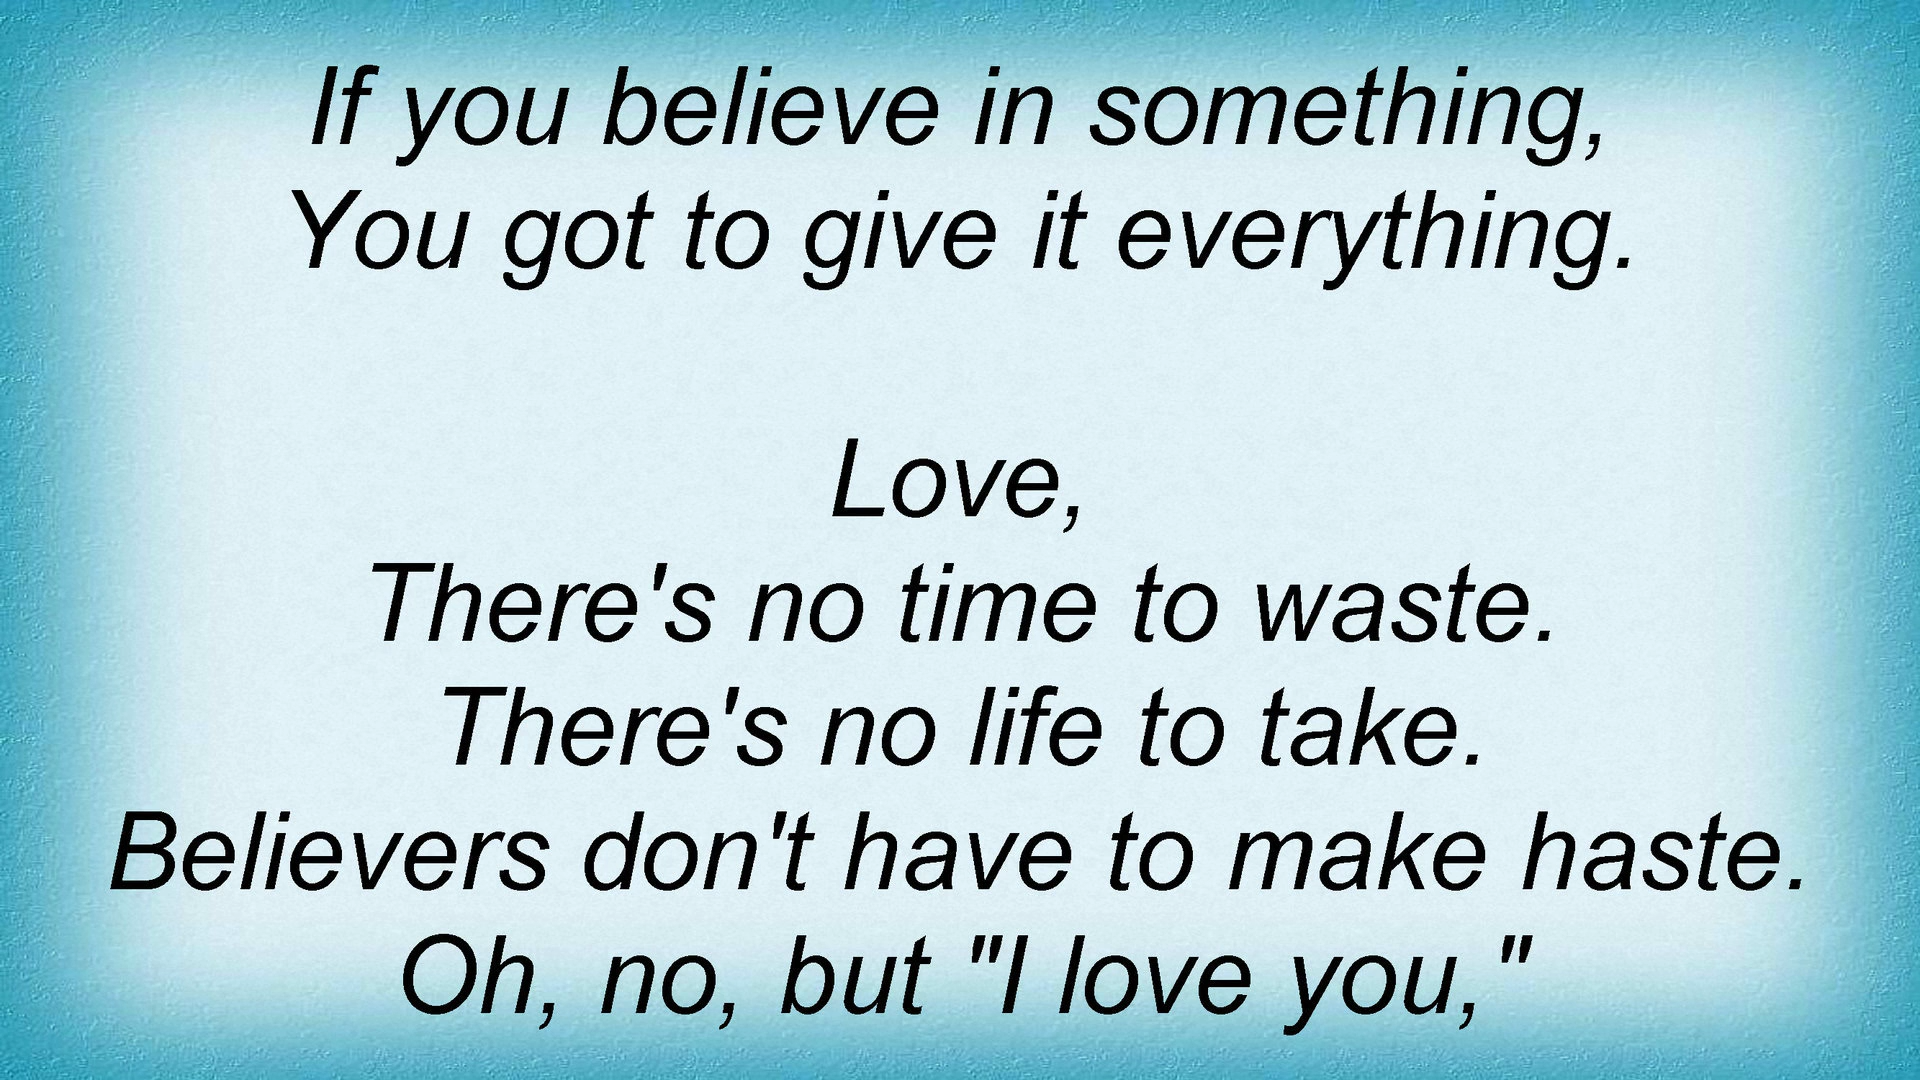 If you believe in something,
You got to give it everything.
Love,
There's no time to waste.
There's no life to take.
Believers don't have to make haste.
Oh, no, but "I love you,"